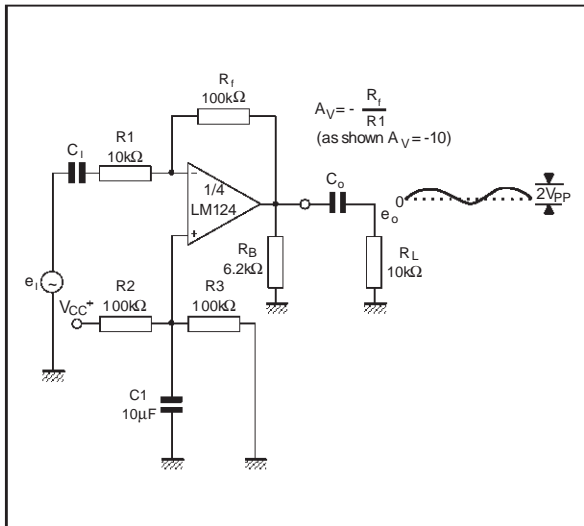 Rf
100kΩ
AV = - Rf
R1
(as shown AV = -10)
CI
R1
10kΩ
1/4
LM124
-
+
Co
0
2VPP
eo
RB
6.2kΩ
RL
10kΩ
eI
~
VCC+
R2
100kΩ
R3
100kΩ
C1
10µF